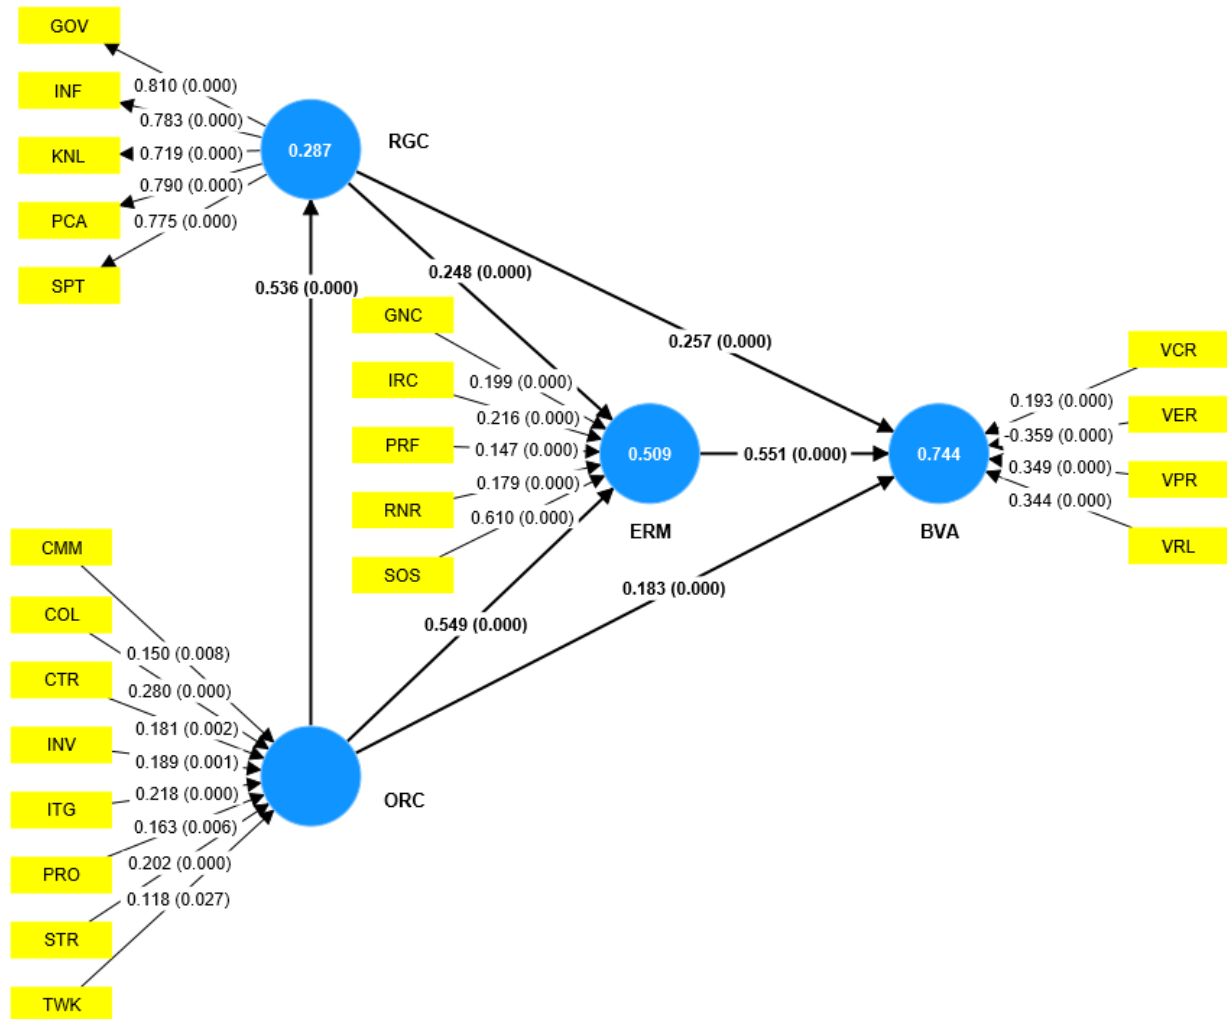 GOV
0.810 (0.000)
INF
0.783 (0.000)
KNL
0.719 (0.000)
PCA
0.790 (0.000)
SPT
0.775 (0.000)
0.287
RGC
0.536 (0.000)
0.248 (0.000)
0.257 (0.000)
GNC
0.199 (0.000)
IRC
0.216 (0.000)
PRF
0.147 (0.000)
RNR
0.179 (0.000)
SOS
0.610 (0.000)
0.509
ERM
0.551 (0.000)
0.744
BVA
VCR
0.193 (0.000)
VER
-0.359 (0.000)
VPR
0.349 (0.000)
VRL
0.344 (0.000)
0.549 (0.000)
0.183 (0.000)
CMM
0.150 (0.008)
COL
0.280 (0.000)
CTR
0.181 (0.002)
INV
0.189 (0.001)
ITG
0.218 (0.000)
PRO
0.163 (0.006)
STR
0.202 (0.000)
TWK
0.118 (0.027)
ORC